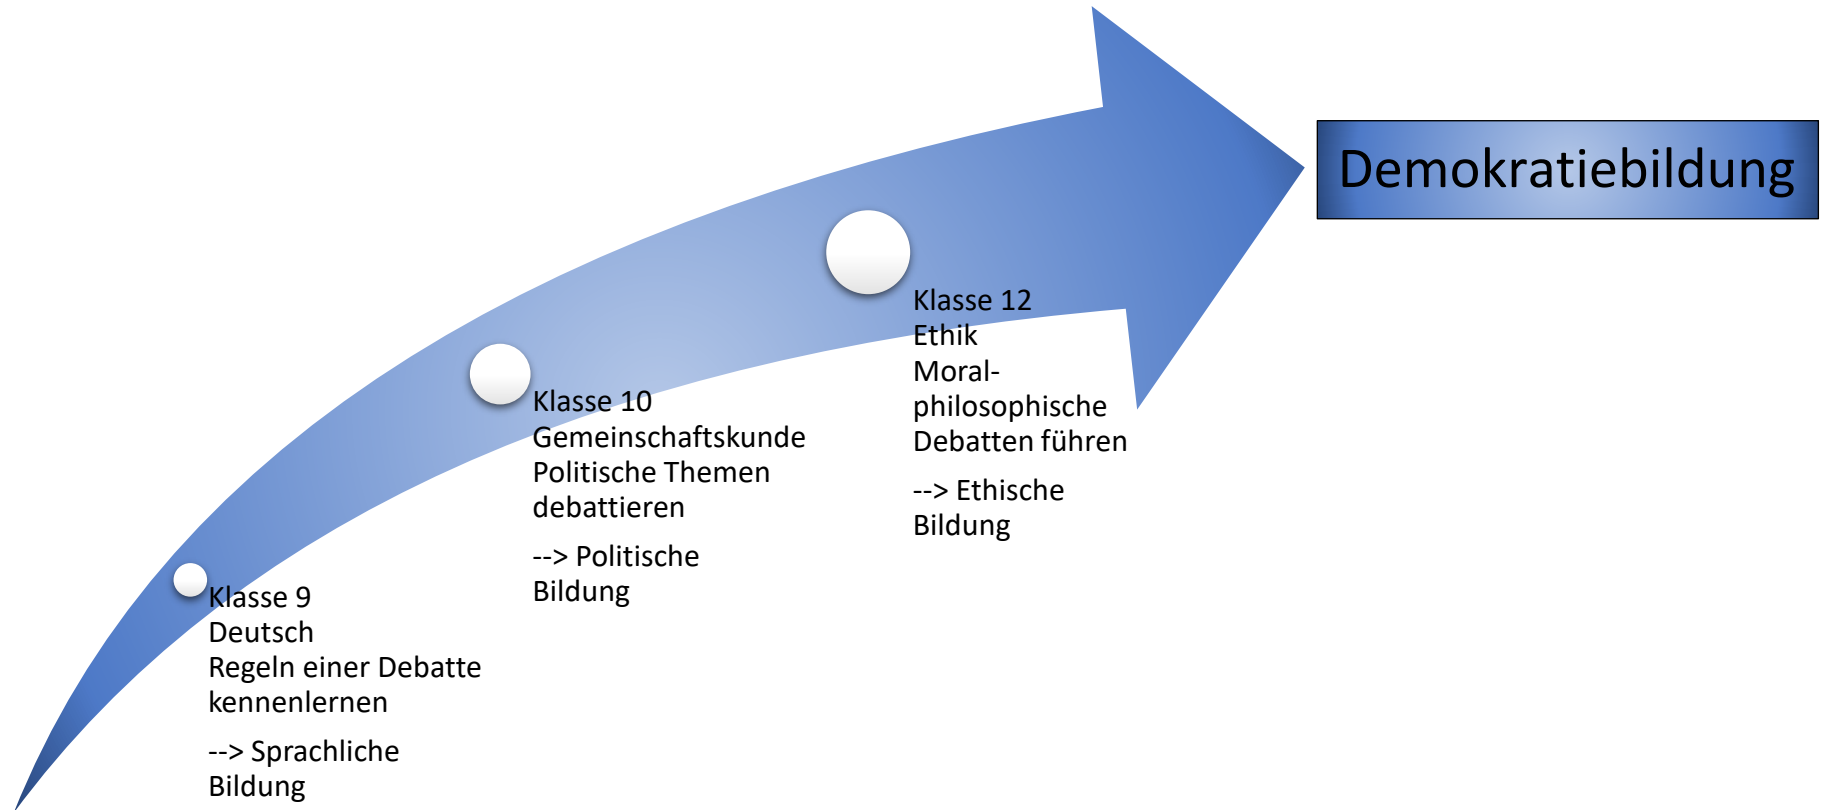 Klasse 9
Deutsch
Regeln einer Debatte
kennenlernen
--> Sprachliche
Bildung
Klasse 10
Gemeinschaftskunde
Politische Themen
debattieren
--> Politische
Bildung
Klasse 12
Ethik
Moral-
philosophische
Debatten führen
--> Ethische
Bildung
Demokratiebildung